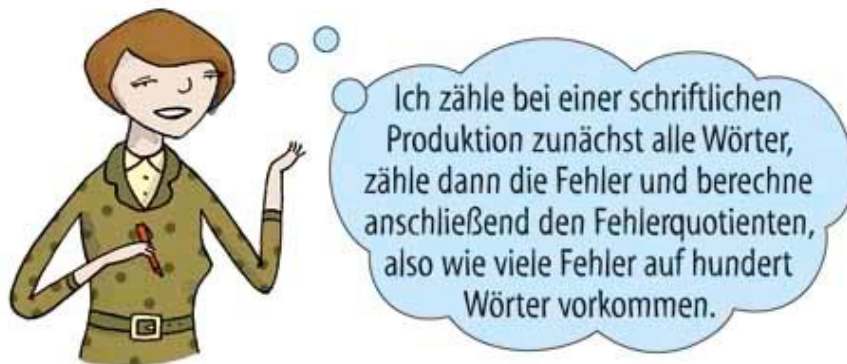 Ich zähle bei einer schriftlichen
Produktion zunächst alle Wörter,
zähle dann die Fehler und berechne
anschließend den Fehlerquotienten,
also wie viele Fehler auf hundert
Wörter vorkommen.